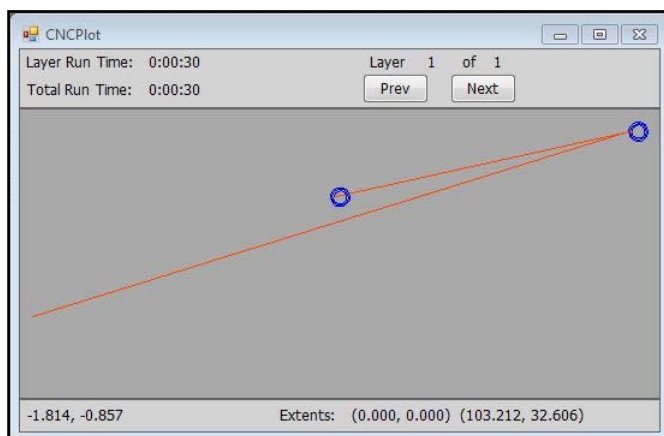 CNCPlot
Layer Run Time: 0:00:30 Layer 1 of 1
Total Run Time: 0:00:30 Prev Next
-1.814, -0.857 Extents: (0.000, 0.000) (103.212, 32.606)